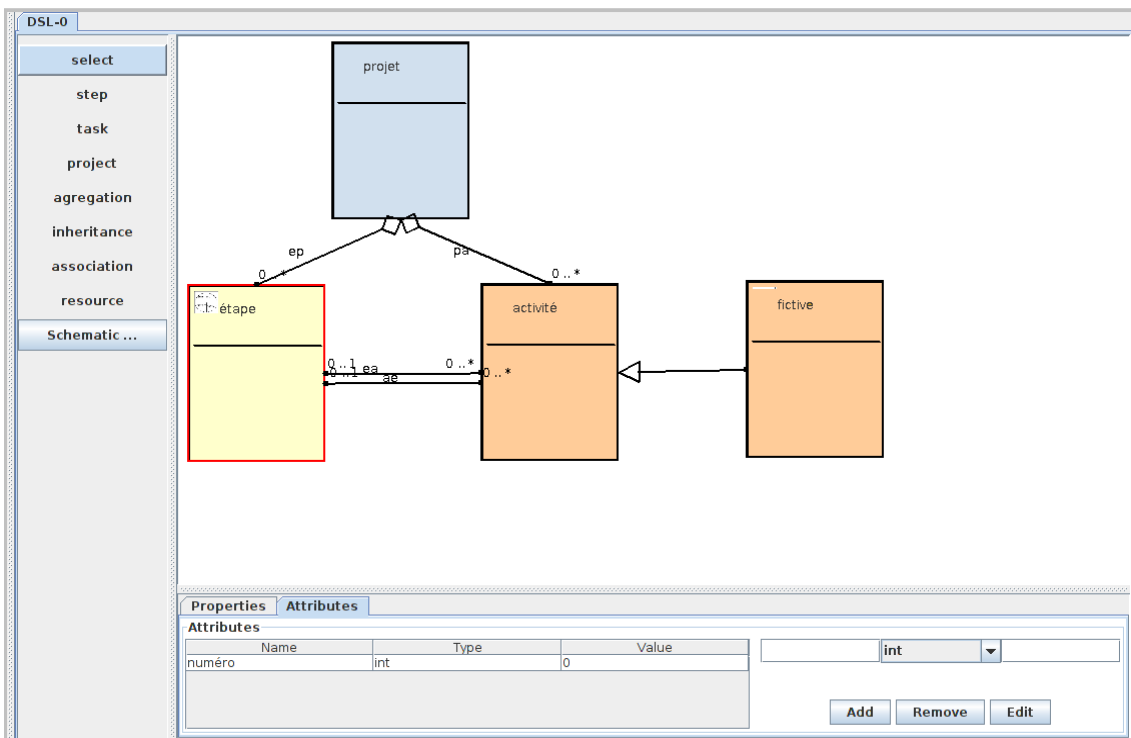 DSL-0
select
step
task
project
agregation
inheritance
association
resource
Schematic ...
projet
ep
pa
0 ..*
0 ..*
étape
activité
fictive
0 ..1
ea
0 ..*
0 ..1
ae
0 ..*
Properties
Attributes
Attributes
Name
Type
Value
numéro
int
0
int
Add
Remove
Edit